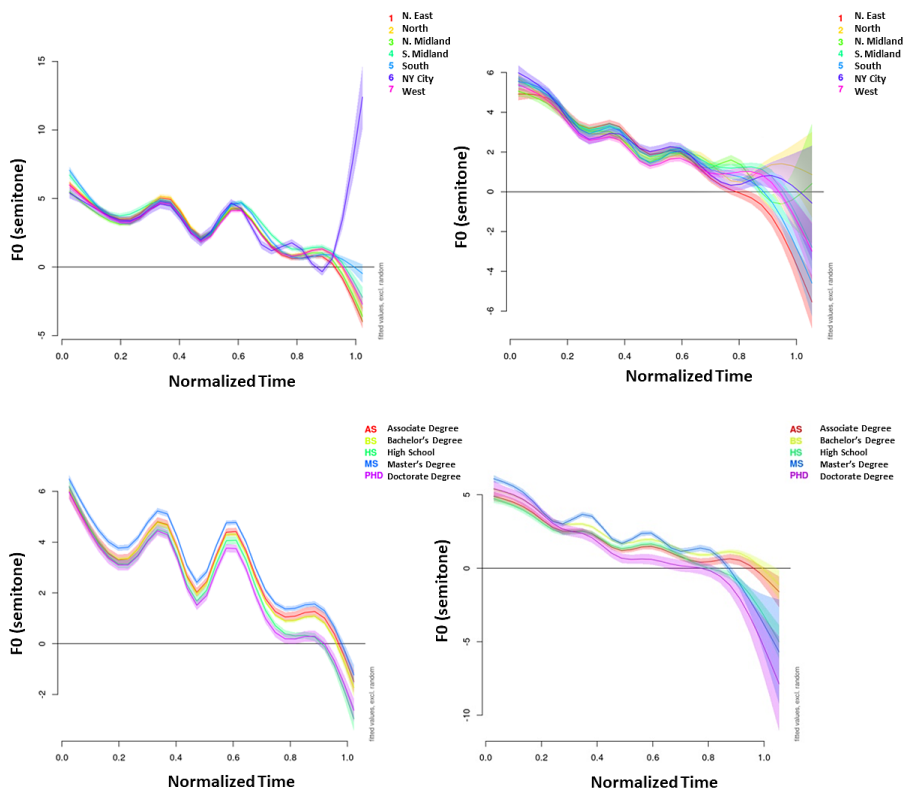 1 N. East
2 North
3 N. Midland
4 S. Midland
5 South
6 NY City
7 West
15
10
5
0
-5
F0 (semitone)
0.0 0.2 0.4 0.6 0.8 1.0
Normalized Time
fitted values, excl. random
1 N. East
2 North
3 N. Midland
4 S. Midland
5 South
6 NY City
7 West
6
4
2
0
-2
-4
-6
F0 (semitone)
0.0 0.2 0.4 0.6 0.8 1.0
Normalized Time
fitted values, excl. random
AS Associate Degree
BS Bachelor's Degree
HS High School
MS Master's Degree
PHD Doctorate Degree
6
4
2
0
-2
F0 (semitone)
0.0 0.2 0.4 0.6 0.8 1.0
Normalized Time
fitted values, excl. random
AS Associate Degree
BS Bachelor's Degree
HS High School
MS Master's Degree
PHD Doctorate Degree
5
0
-5
-10
F0 (semitone)
0.0 0.2 0.4 0.6 0.8 1.0
Normalized Time
fitted values, excl. random